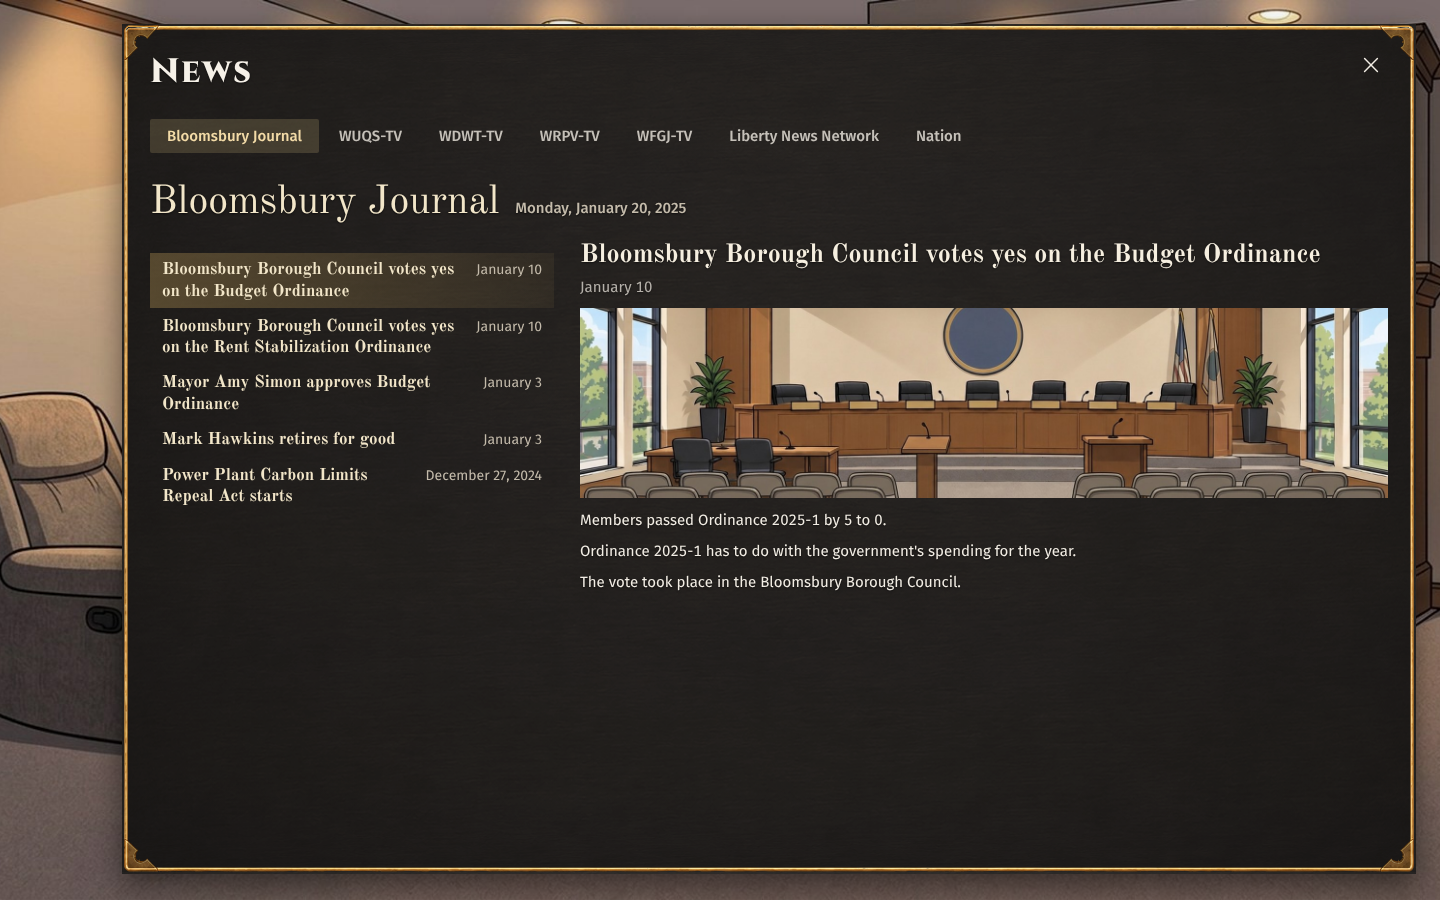 News
Bloomsbury Journal
WUQS-TV
WDWT-TV
WRPV-TV
WFGJ-TV
Liberty News Network
Nation
Bloomsbury Journal Monday, January 20, 2025
Bloomsbury Borough Council votes yes January 10
on the Budget Ordinance
Bloomsbury Borough Council votes yes January 10
on the Rent Stabilization Ordinance
Mayor Amy Simon approves Budget January 3
Ordinance
Mark Hawkins retires for good January 3
Power Plant Carbon Limits December 27, 2024
Repeal Act starts
Bloomsbury Borough Council votes yes on the Budget Ordinance
January 10
Members passed Ordinance 2025-1 by 5 to 0.
Ordinance 2025-1 has to do with the government's spending for the year.
The vote took place in the Bloomsbury Borough Council.